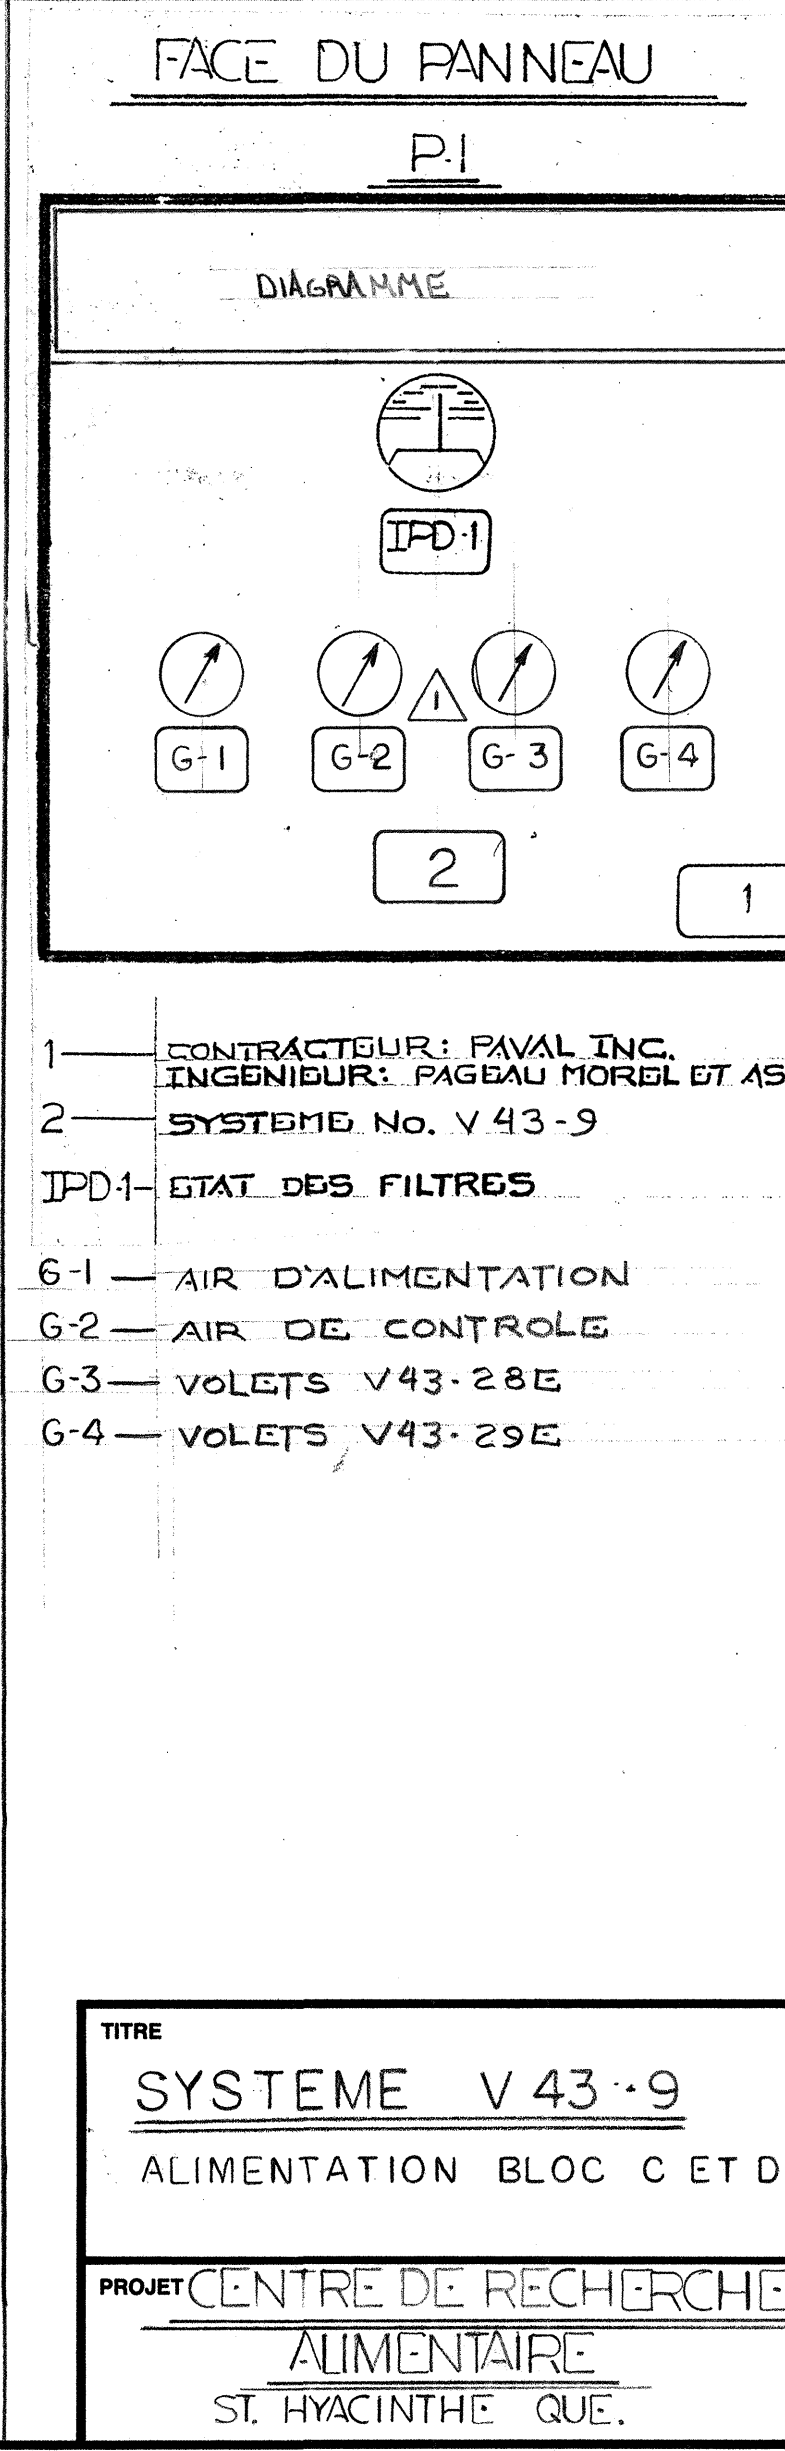 FACE DU PANNEAU
P.1
DIAGRAMME
IPD-1
1
G-1 G-2 G-3 G-4
2
1
1 — CONTRACTEUR: PAVAL INC.
INGENIEUR: PAGEAU MOREL ET AS
2 — SYSTEME No. V 43-9
IPD-1 — ETAT DES FILTRES
G-1 — AIR D'ALIMENTATION
G-2 — AIR DE CONTROLE
G-3 — VOLETS V43-28E
G-4 — VOLETS V43-29E
TITRE
SYSTEME V 43-9
ALIMENTATION BLOC C ET D
PROJET CENTRE DE RECHERCHE
ALIMENTAIRE
ST. HYACINTHE QUE.